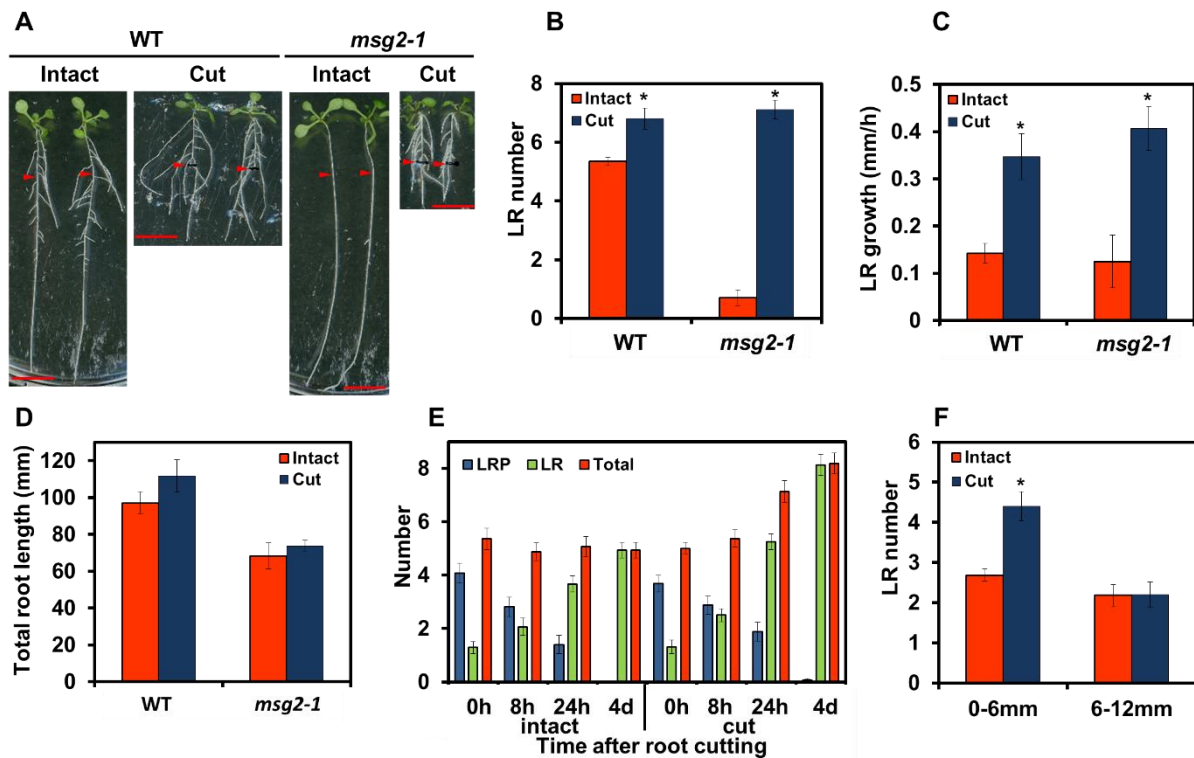 A
WT
msg2-1
Intact
Cut
Intact
Cut
B
8
6
4
2
0
LR number
Intact
Cut
*
*
WT
msg2-1
C
0.5
0.4
0.3
0.2
0.1
0
LR growth (mm/h)
Intact
Cut
*
*
WT
msg2-1
D
120
100
80
60
40
20
0
Total root length (mm)
Intact
Cut
WT
msg2-1
E
8
6
4
2
0
Number
LRP
LR
Total
0h 8h 24h 4d 0h 8h 24h 4d
intact cut
Time after root cutting
F
6
5
4
3
2
1
0
LR number
Intact
Cut
*
0-6mm
6-12mm